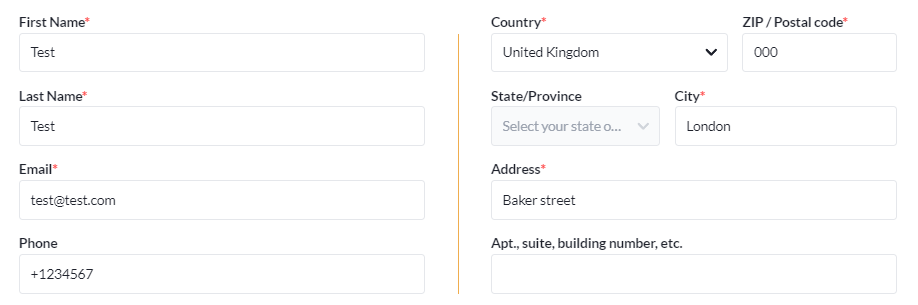 First Name*
Test
Last Name*
Test
Email*
test@test.com
Phone
+1234567
Country*
United Kingdom
ZIP / Postal code*
000
State/Province
Select your state o...
City*
London
Address*
Baker street
Apt., suite, building number, etc.